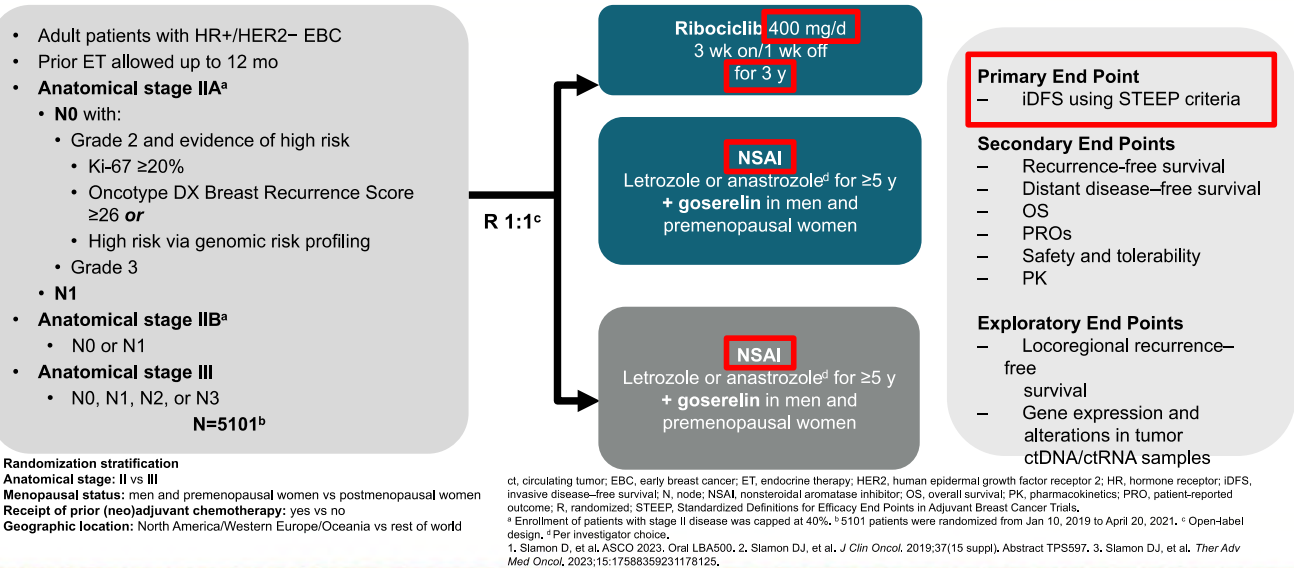 • Adult patients with HR+/HER2− EBC
• Prior ET allowed up to 12 mo
• Anatomical stage IIAᵃ
• N0 with:
• Grade 2 and evidence of high risk
• Ki-67 ≥20%
• Oncotype DX Breast Recurrence Score
≥26 or
• High risk via genomic risk profiling
• Grade 3
• N1
• Anatomical stage IIBᵃ
• N0 or N1
• Anatomical stage III
• N0, N1, N2, or N3
N=5101ᵇ
R 1:1ᶜ
Ribociclib 400 mg/d
3 wk on/1 wk off
for 3 y
NSAI
Letrozole or anastrozoleᵈ for ≥5 y
+ goserelin in men and
premenopausal women
NSAI
Letrozole or anastrozoleᵈ for ≥5 y
+ goserelin in men and
premenopausal women
Primary End Point
– iDFS using STEEP criteria
Secondary End Points
– Recurrence-free survival
– Distant disease–free survival
– OS
– PROs
– Safety and tolerability
– PK
Exploratory End Points
– Locoregional recurrence–
free
survival
– Gene expression and
alterations in tumor
ctDNA/ctRNA samples
Randomization stratification
Anatomical stage: II vs III
Menopausal status: men and premenopausal women vs postmenopausal women
Receipt of prior (neo)adjuvant chemotherapy: yes vs no
Geographic location: North America/Western Europe/Oceania vs rest of world
ct, circulating tumor; EBC, early breast cancer; ET, endocrine therapy; HER2, human epidermal growth factor receptor 2; HR, hormone receptor; iDFS,
invasive disease–free survival; N, node; NSAI, nonsteroidal aromatase inhibitor; OS, overall survival; PK, pharmacokinetics; PRO, patient-reported
outcome; R, randomized; STEEP, Standardized Definitions for Efficacy End Points in Adjuvant Breast Cancer Trials.
ᵃ Enrollment of patients with stage II disease was capped at 40%. ᵇ 5101 patients were randomized from Jan 10, 2019 to April 20, 2021. ᶜ Open-label
design. ᵈ Per investigator choice.
1. Slamon D, et al. ASCO 2023. Oral LBA500. 2. Slamon DJ, et al. J Clin Oncol. 2019;37(15 suppl). Abstract TPS597. 3. Slamon DJ, et al. Ther Adv
Med Oncol. 2023;15:17588359231178125.